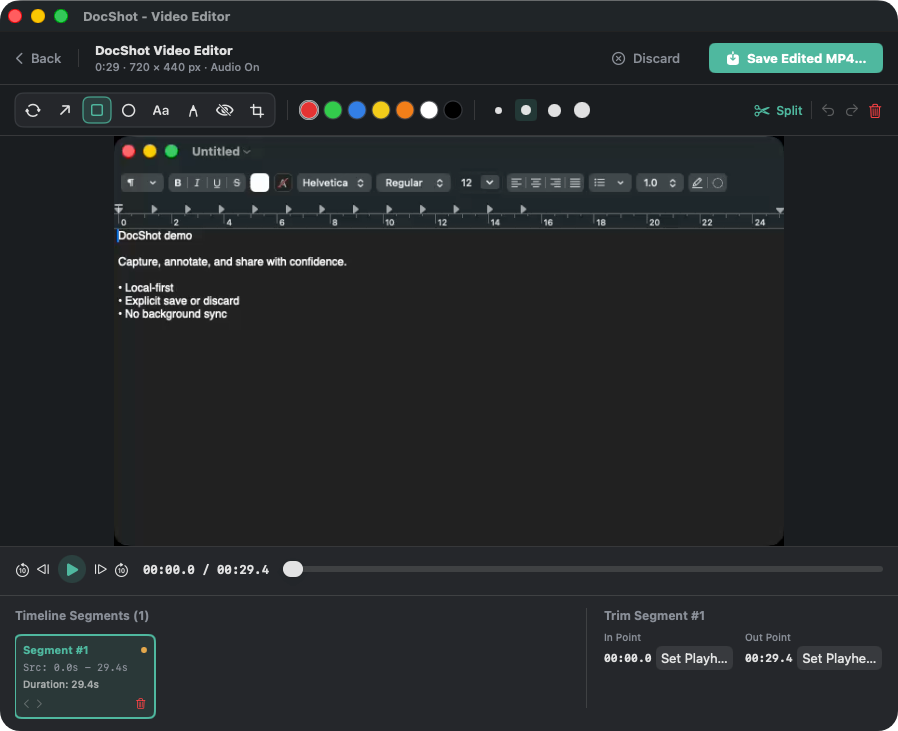 DocShot - Video Editor
Back
DocShot Video Editor
0:29 · 720 × 440 px · Audio On
Discard
Save Edited MP4...
Aa
Split
Untitled
¶
B I U S
A
Helvetica
Regular
12
1.0
0 2 4 6 8 10 12 14 16 18 20 22 24
DocShot demo
Capture, annotate, and share with confidence.
• Local-first
• Explicit save or discard
• No background sync
10
10
00:00.0 / 00:29.4
Timeline Segments (1)
Segment #1
Src: 0.0s — 29.4s
Duration: 29.4s
Trim Segment #1
In Point
00:00.0
Set Playh...
Out Point
00:29.4
Set Playhe...